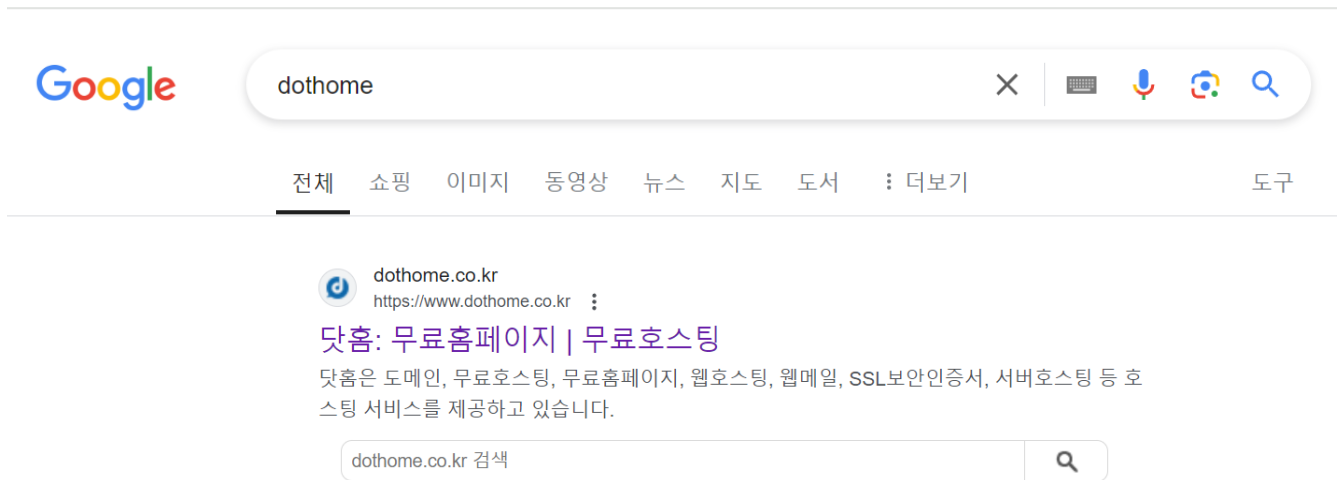 Google
dothome
전체 쇼핑 이미지 동영상 뉴스 지도 도서 더보기 도구
dothome.co.kr
https://www.dothome.co.kr
닷홈: 무료홈페이지 | 무료호스팅
닷홈은 도메인, 무료호스팅, 무료홈페이지, 웹호스팅, 웹메일, SSL보안인증서, 서버호스팅 등 호
스팅 서비스를 제공하고 있습니다.
dothome.co.kr 검색